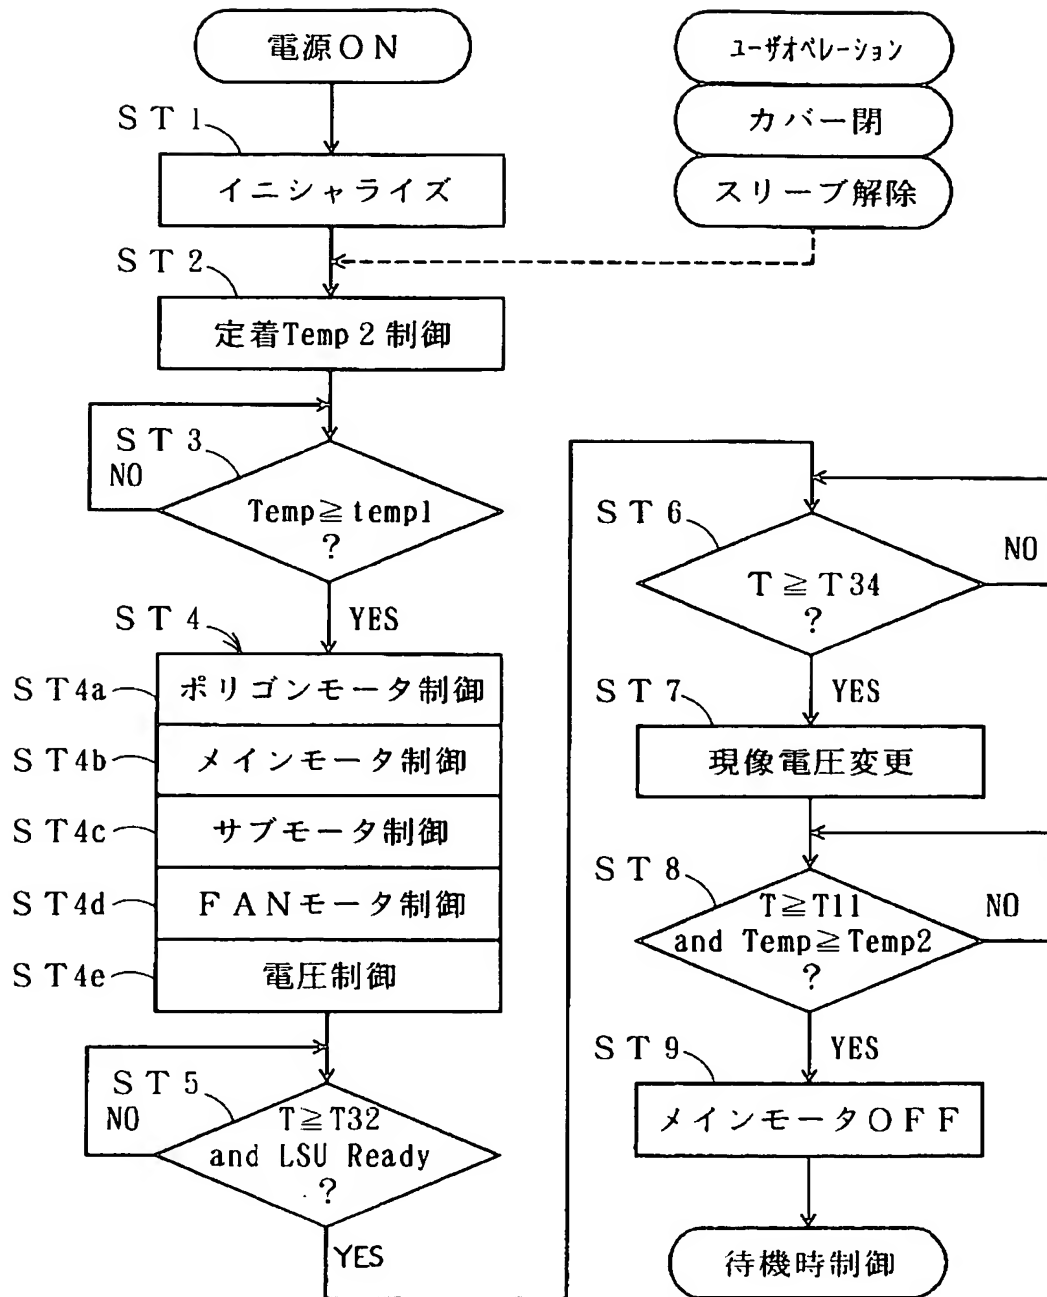 電源ON
ST1
イニシャライズ
ユーザオペレーション
カバー閉
スリープ解除
ST2
定着Temp2制御
ST3
NO
Temp≧temp1
?
YES
ST4
ST4a
ポリゴンモータ制御
ST4b
メインモータ制御
ST4c
サブモータ制御
ST4d
FANモータ制御
ST4e
電圧制御
ST5
NO
T≧T32
and LSU Ready
?
YES
ST6
NO
T≧T34
?
YES
ST7
現像電圧変更
ST8
NO
T≧T11
and Temp≧Temp2
?
YES
ST9
メインモータOFF
待機時制御